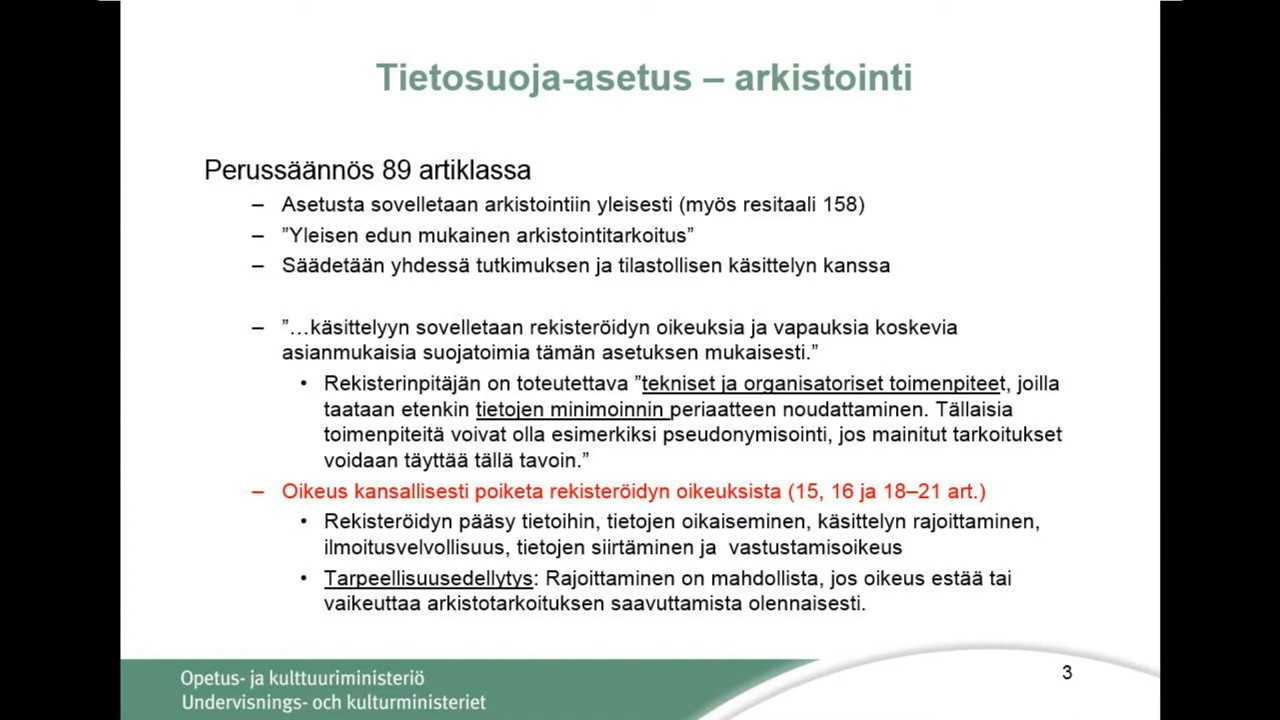 Tietosuoja-asetus – arkistointi
Perussäännös 89 artiklassa
– Asetusta sovelletaan arkistointiin yleisesti (myös resitaali 158)
– ”Yleisen edun mukainen arkistointitarkoitus”
– Säädetään yhdessä tutkimuksen ja tilastollisen käsittelyn kanssa
– ”…käsittelyyn sovelletaan rekisteröidyn oikeuksia ja vapauksia koskevia
asianmukaisia suojatoimia tämän asetuksen mukaisesti.”
• Rekisterinpitäjän on toteutettava ”tekniset ja organisatoriset toimenpiteet, joilla
taataan etenkin tietojen minimoinnin periaatteen noudattaminen. Tällaisia
toimenpiteitä voivat olla esimerkiksi pseudonymisointi, jos mainitut tarkoitukset
voidaan täyttää tällä tavoin.”
– Oikeus kansallisesti poiketa rekisteröidyn oikeuksista (15, 16 ja 18–21 art.)
• Rekisteröidyn pääsy tietoihin, tietojen oikaiseminen, käsittelyn rajoittaminen,
ilmoitusvelvollisuus, tietojen siirtäminen ja vastustamisoikeus
• Tarpeellisuusedellytys: Rajoittaminen on mahdollista, jos oikeus estää tai
vaikeuttaa arkistotarkoituksen saavuttamista olennaisesti.
Opetus- ja kulttuuriministeriö
Undervisnings- och kulturministeriet
3